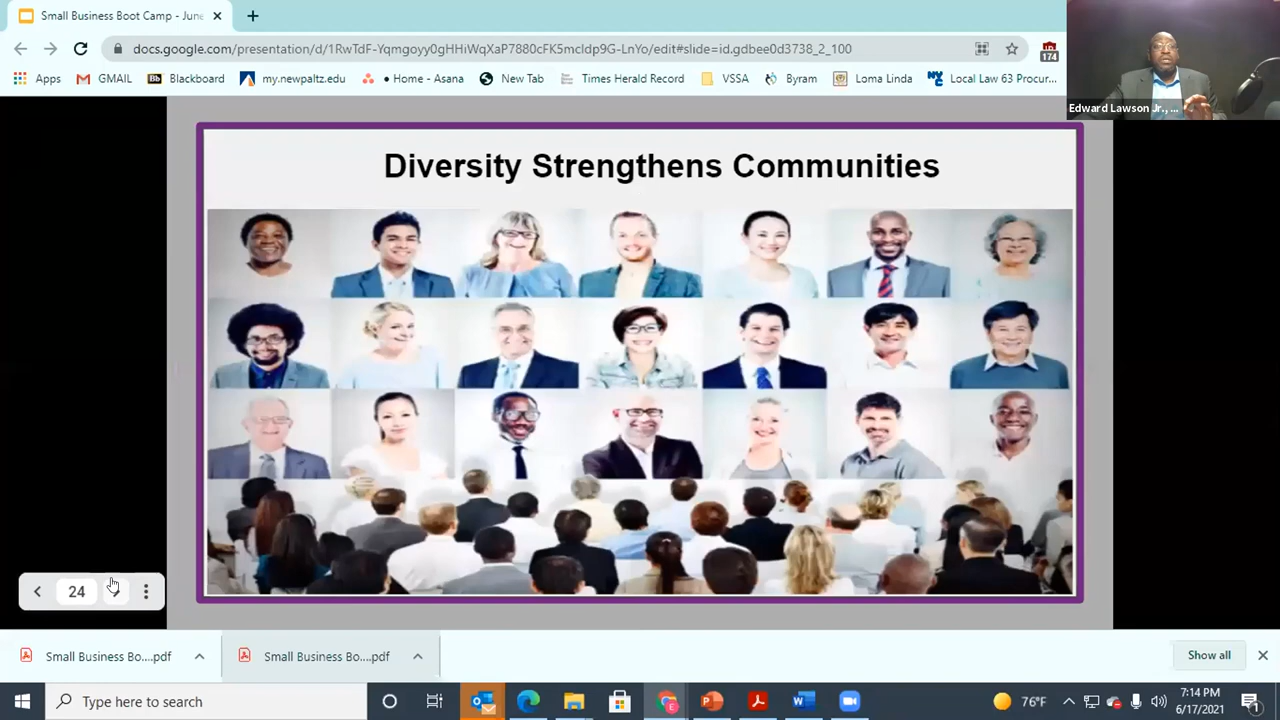 Small Business Boot Camp - June
docs.google.com/presentation/d/1RwTdF-Yqmgoyy0gHHHVqXaP7880cFK5mcIdp9G-LnYo/edit#slide=id.gdbee0d3738_2_100
174
Apps GMAIL Bb Blackboard my.newpaltz.edu • Home - Asana New Tab Times Herald Record VSSA Byram Loma Linda Local Law 63 Procur...
Edward Lawson Jr., ...
Diversity Strengthens Communities
24
Small Business Bo....pdf Small Business Bo....pdf Show all
Type here to search 76°F 7:14 PM
6/17/2021